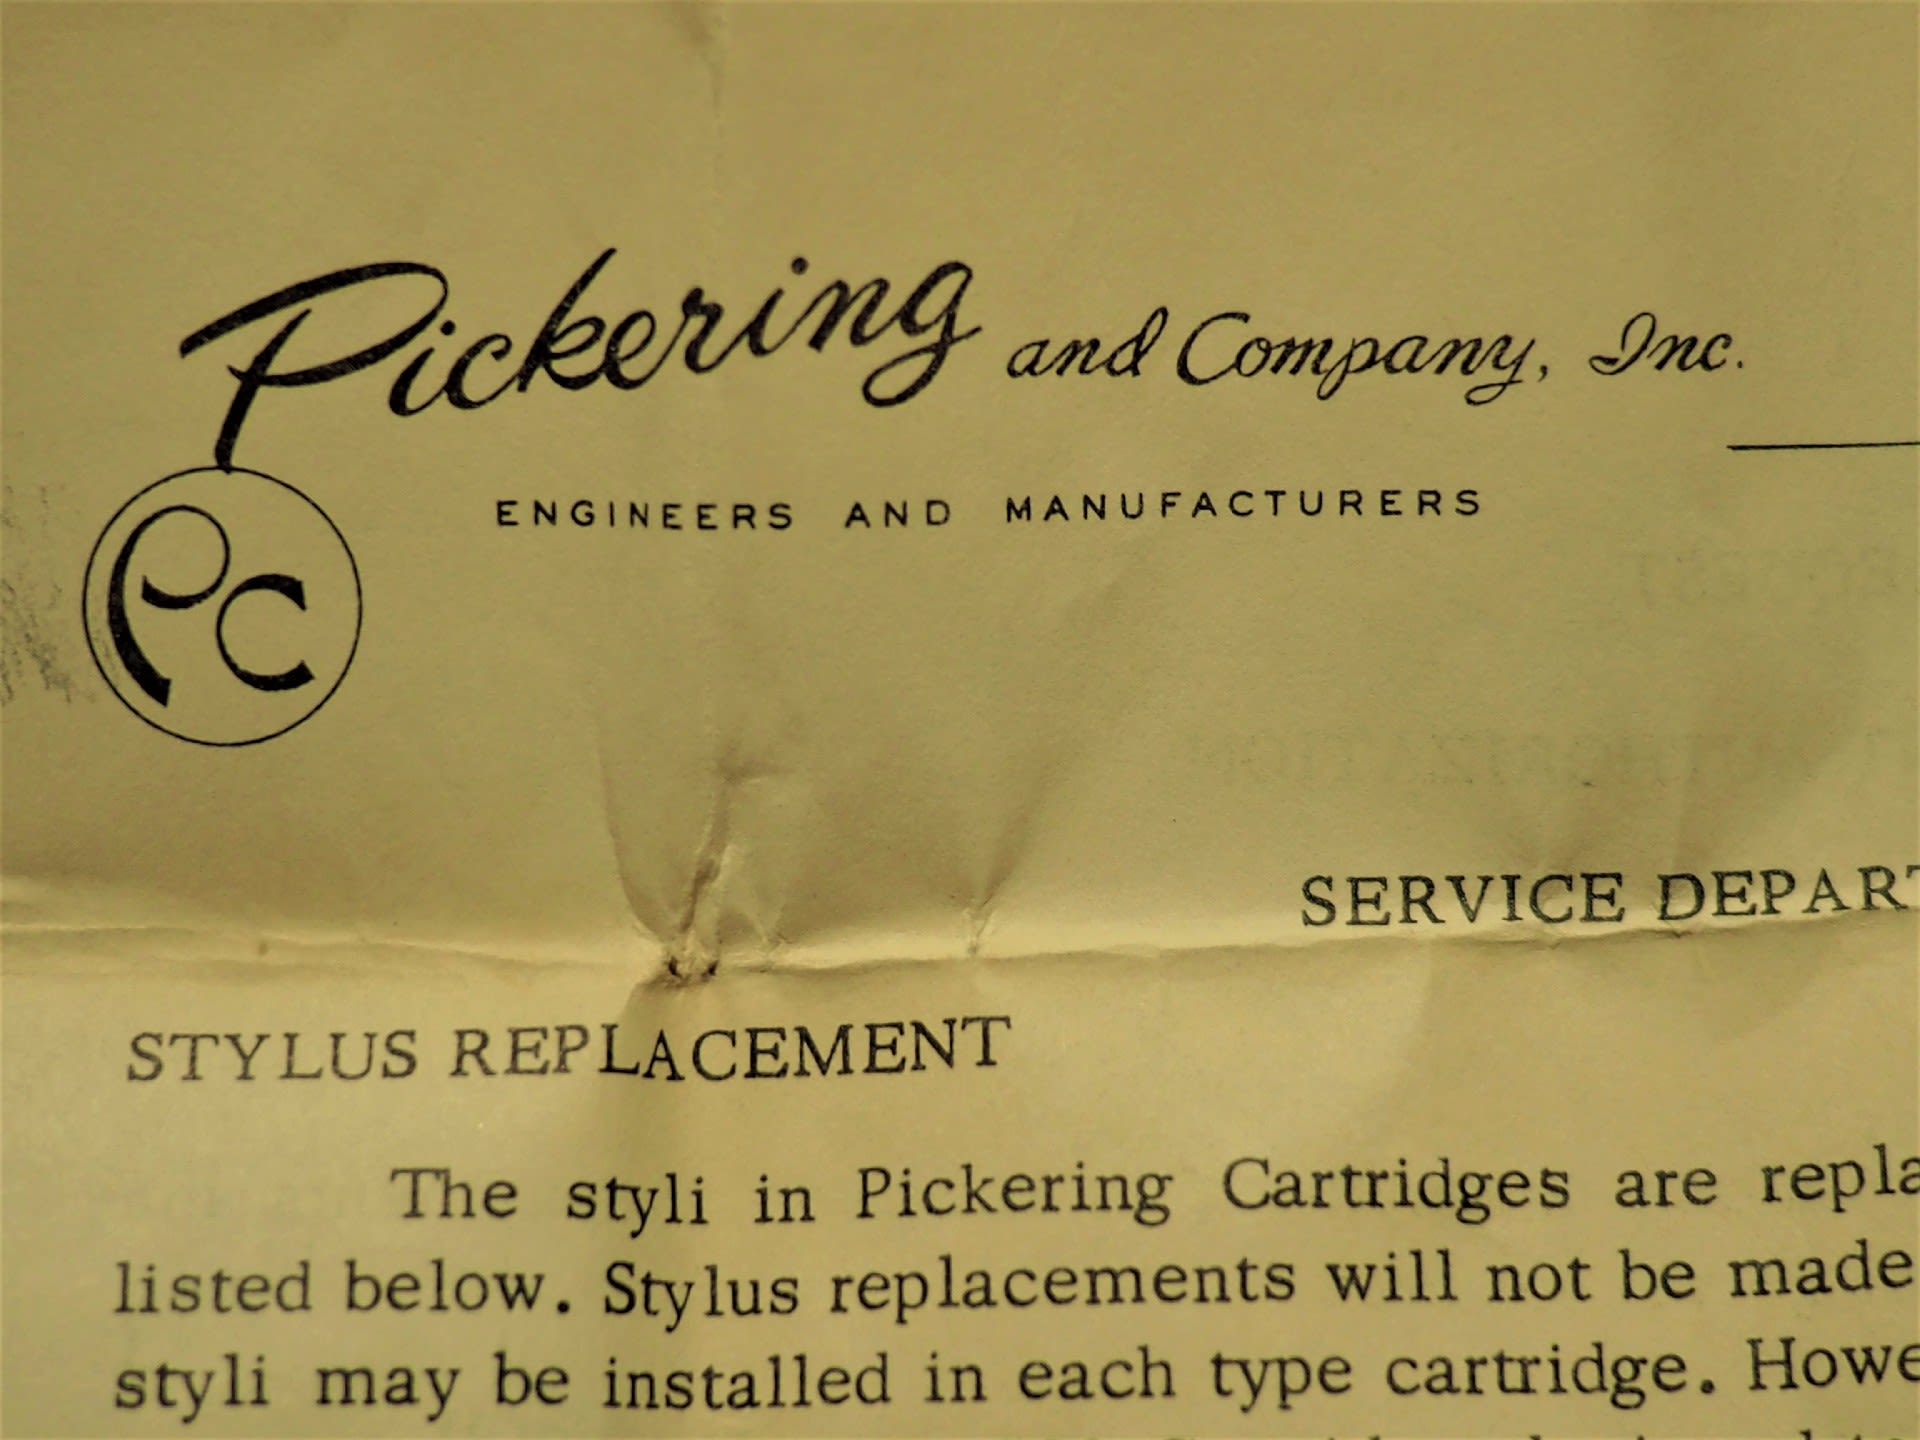 Pickering and Company, Inc.
ENGINEERS AND MANUFACTURERS
PC
SERVICE DEPART
STYLUS REPLACEMENT
The styli in Pickering Cartridges are repla
listed below. Stylus replacements will not be made
styli may be installed in each type cartridge. Howe